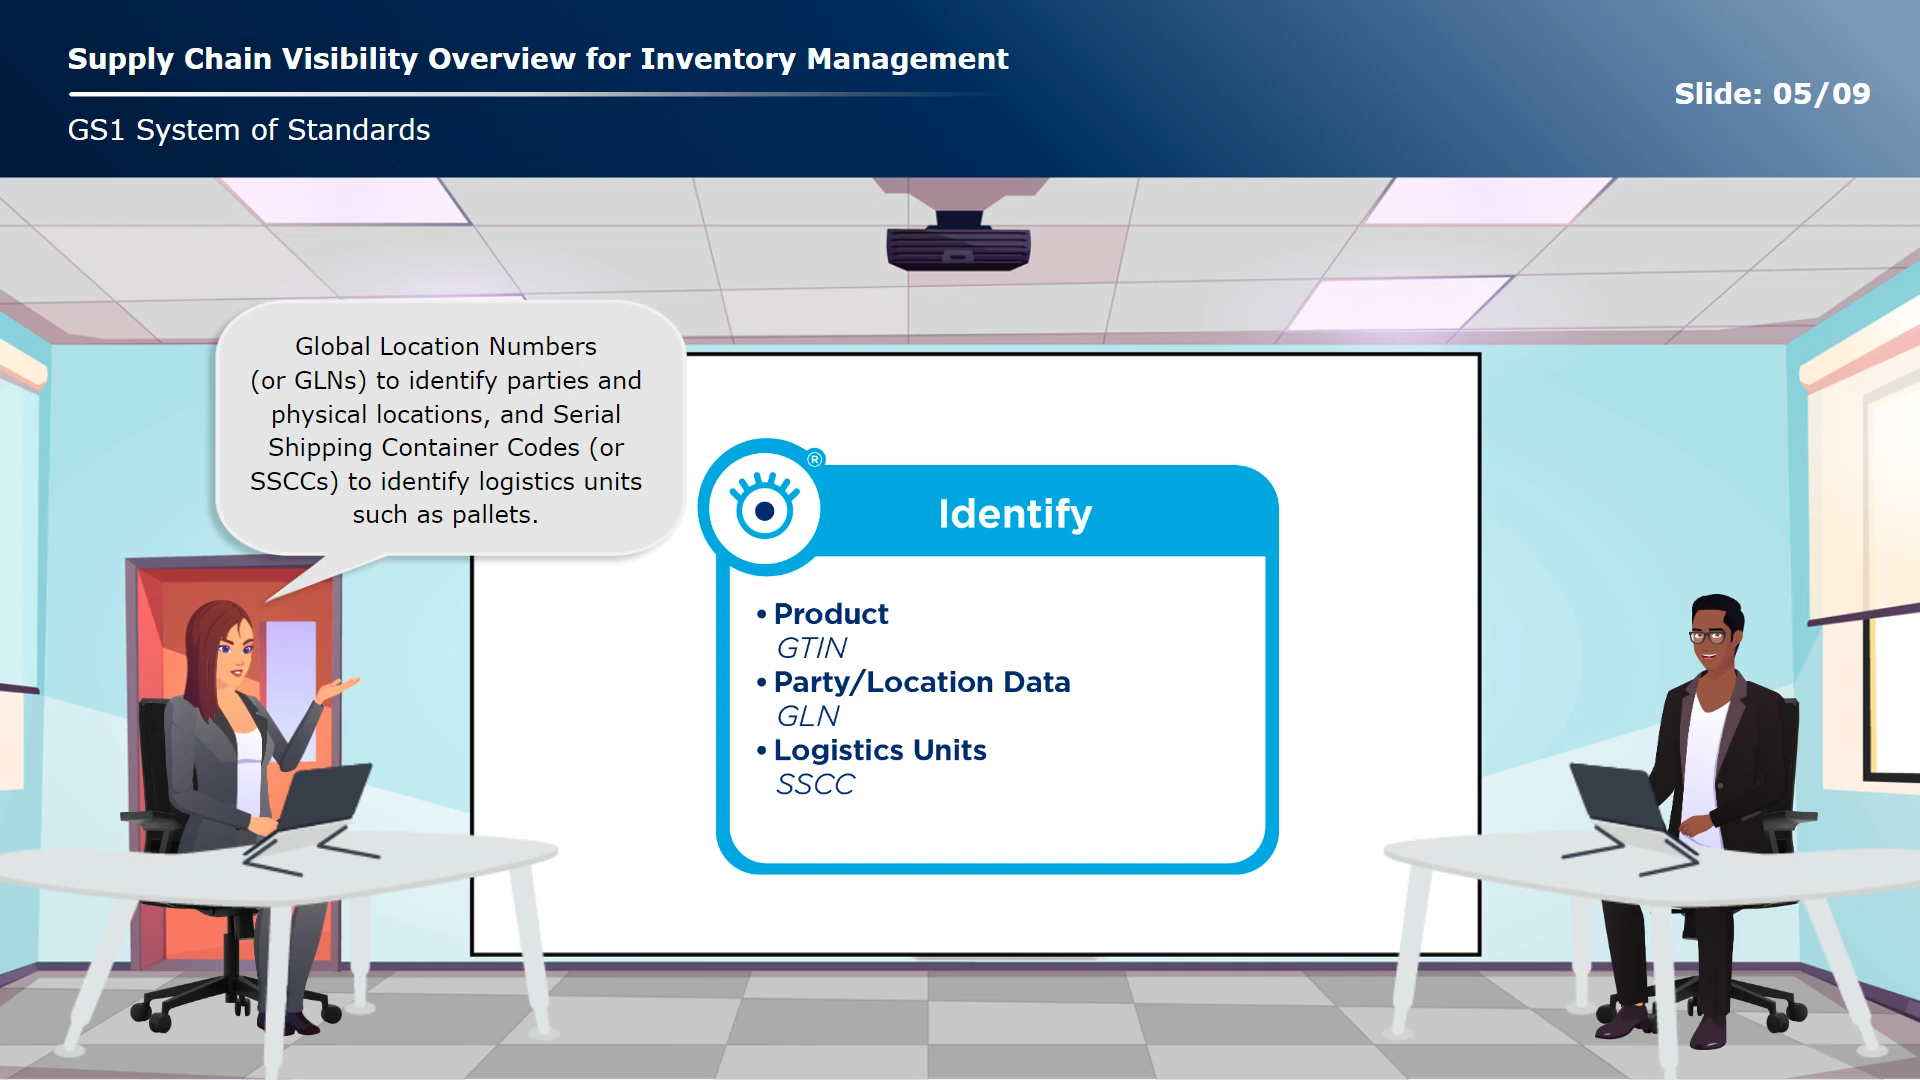 Supply Chain Visibility Overview for Inventory Management
GS1 System of Standards
Slide: 05/09
Global Location Numbers
(or GLNs) to identify parties and
physical locations, and Serial
Shipping Container Codes (or
SSCCs) to identify logistics units
such as pallets.
®
Identify
• Product
GTIN
• Party/Location Data
GLN
• Logistics Units
SSCC